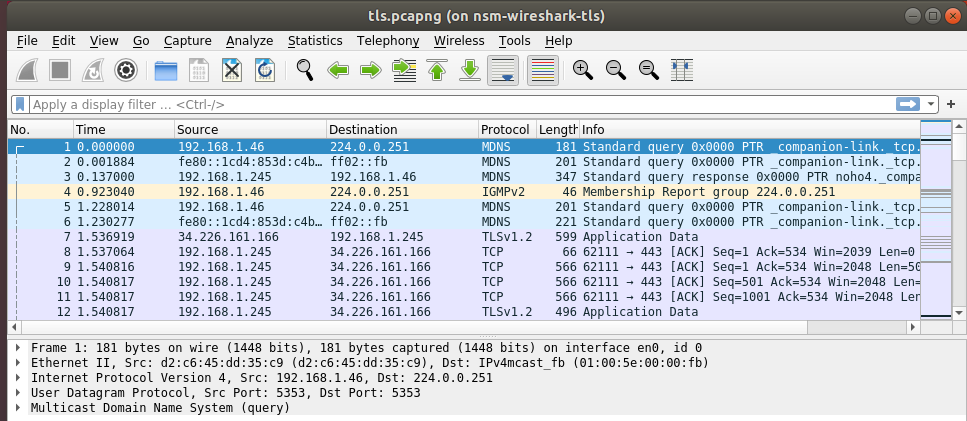 tls.pcapng (on nsm-wireshark-tls)
File Edit View Go Capture Analyze Statistics Telephony Wireless Tools Help
Apply a display filter ... <Ctrl-/>
No. Time Source Destination Protocol Length Info
1 0.000000 192.168.1.46 224.0.0.251 MDNS 181 Standard query 0x0000 PTR _companion-link._tcp.
2 0.001884 fe80::1cd4:853d:c4b… ff02::fb MDNS 201 Standard query 0x0000 PTR _companion-link._tcp.
3 0.137000 192.168.1.245 192.168.1.46 MDNS 347 Standard query response 0x0000 PTR noho4._compa
4 0.923040 192.168.1.46 224.0.0.251 IGMPv2 46 Membership Report group 224.0.0.251
5 1.228014 192.168.1.46 224.0.0.251 MDNS 201 Standard query 0x0000 PTR _companion-link._tcp.
6 1.230277 fe80::1cd4:853d:c4b… ff02::fb MDNS 221 Standard query 0x0000 PTR _companion-link._tcp.
7 1.536919 34.226.161.166 192.168.1.245 TLSv1.2 599 Application Data
8 1.537064 192.168.1.245 34.226.161.166 TCP 66 62111 → 443 [ACK] Seq=1 Ack=534 Win=2039 Len=0
9 1.540816 192.168.1.245 34.226.161.166 TCP 566 62111 → 443 [ACK] Seq=1 Ack=534 Win=2048 Len=50
10 1.540817 192.168.1.245 34.226.161.166 TCP 566 62111 → 443 [ACK] Seq=501 Ack=534 Win=2048 Len
11 1.540817 192.168.1.245 34.226.161.166 TCP 566 62111 → 443 [ACK] Seq=1001 Ack=534 Win=2048 Len
12 1.540817 192.168.1.245 34.226.161.166 TLSv1.2 496 Application Data
Frame 1: 181 bytes on wire (1448 bits), 181 bytes captured (1448 bits) on interface en0, id 0
Ethernet II, Src: d2:c6:45:dd:35:c9 (d2:c6:45:dd:35:c9), Dst: IPv4mcast_fb (01:00:5e:00:00:fb)
Internet Protocol Version 4, Src: 192.168.1.46, Dst: 224.0.0.251
User Datagram Protocol, Src Port: 5353, Dst Port: 5353
Multicast Domain Name System (query)